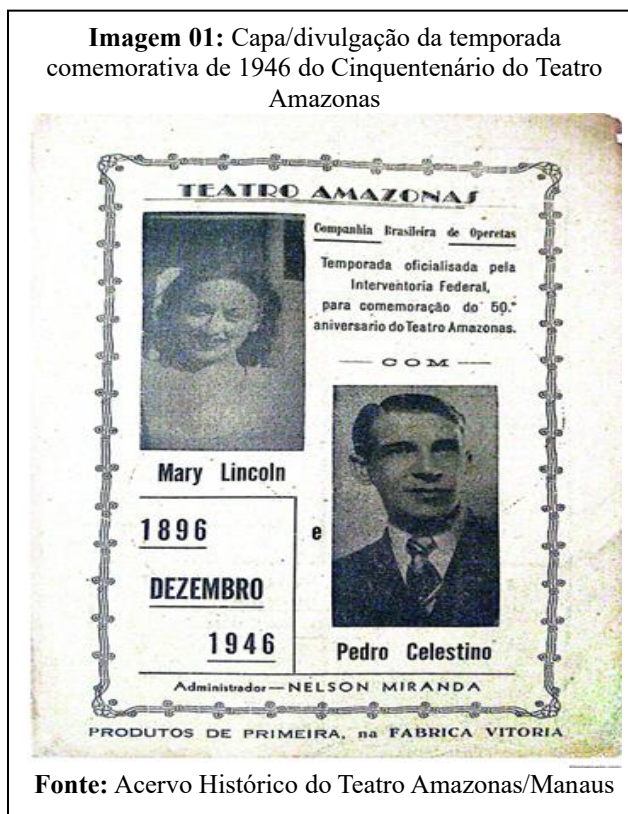 Imagem 01: Capa/divulgação da temporada
comemorativa de 1946 do Cinquentenário do Teatro
Amazonas
TEATRO AMAZONAS
Companhia Brasileira de Operetas
Temporada oficialisada pela
Interventoria Federal,
para comemoração do 50.º
aniversario do Teatro Amazonas.
COM
Mary Lincoln
1896
DEZEMBRO
1946
e
Pedro Celestino
Administrador—NELSON MIRANDA
PRODUTOS DE PRIMEIRA, na FABRICA VITORIA
Fonte: Acervo Histórico do Teatro Amazonas/Manaus